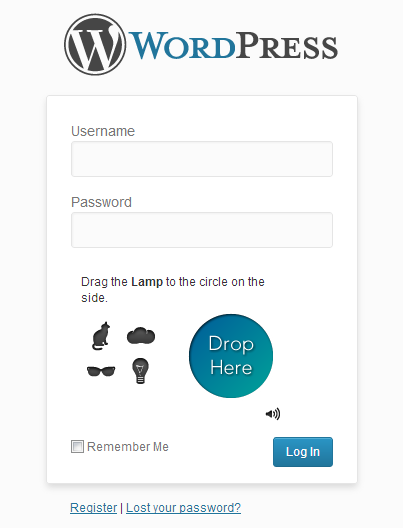 WORDPRESS
Username
Password
Drag the Lamp to the circle on the
side.
Drop
Here
Remember Me
Log In
Register | Lost your password?